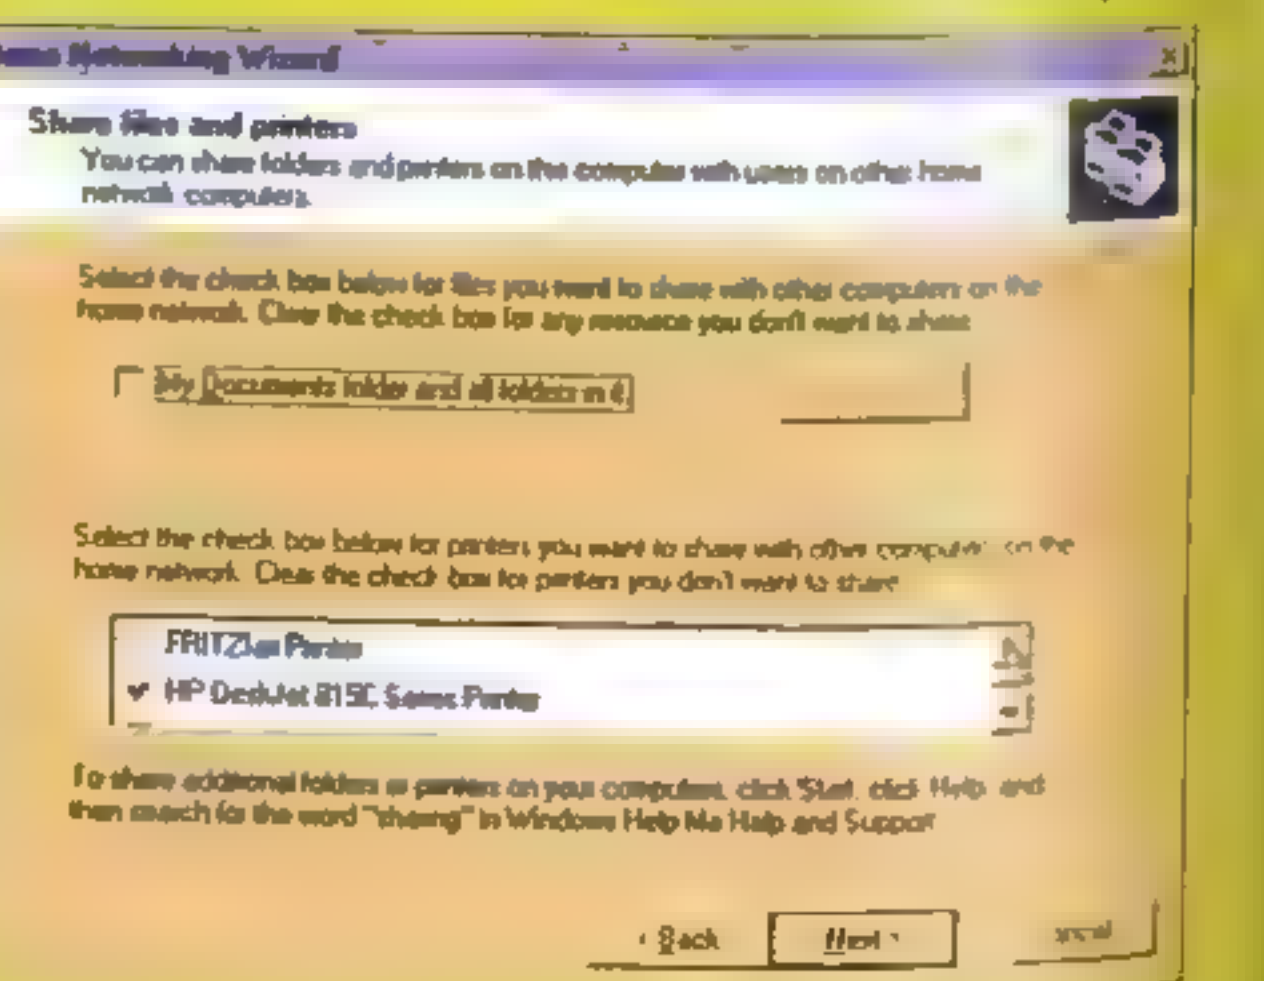 Home Networking Wizard
Share files and printers
You can share folders and printers on this computer with users on other home
network computers.
Select the check box below for files you want to share with other computers on the
home network. Clear the check box for any resource you don't want to share
My Documents folder and all folders in it
Select the check box below for printers you want to share with other computers on the
home network. Clear the check box for printers you don't want to share
FRITZ!fax Printer
HP DeskJet 815C Series Printer
To share additional folders or printers on your computers, click Start, click Help, and
then search for the word "sharing" in Windows Help Me Help and Support
< Back
Next >